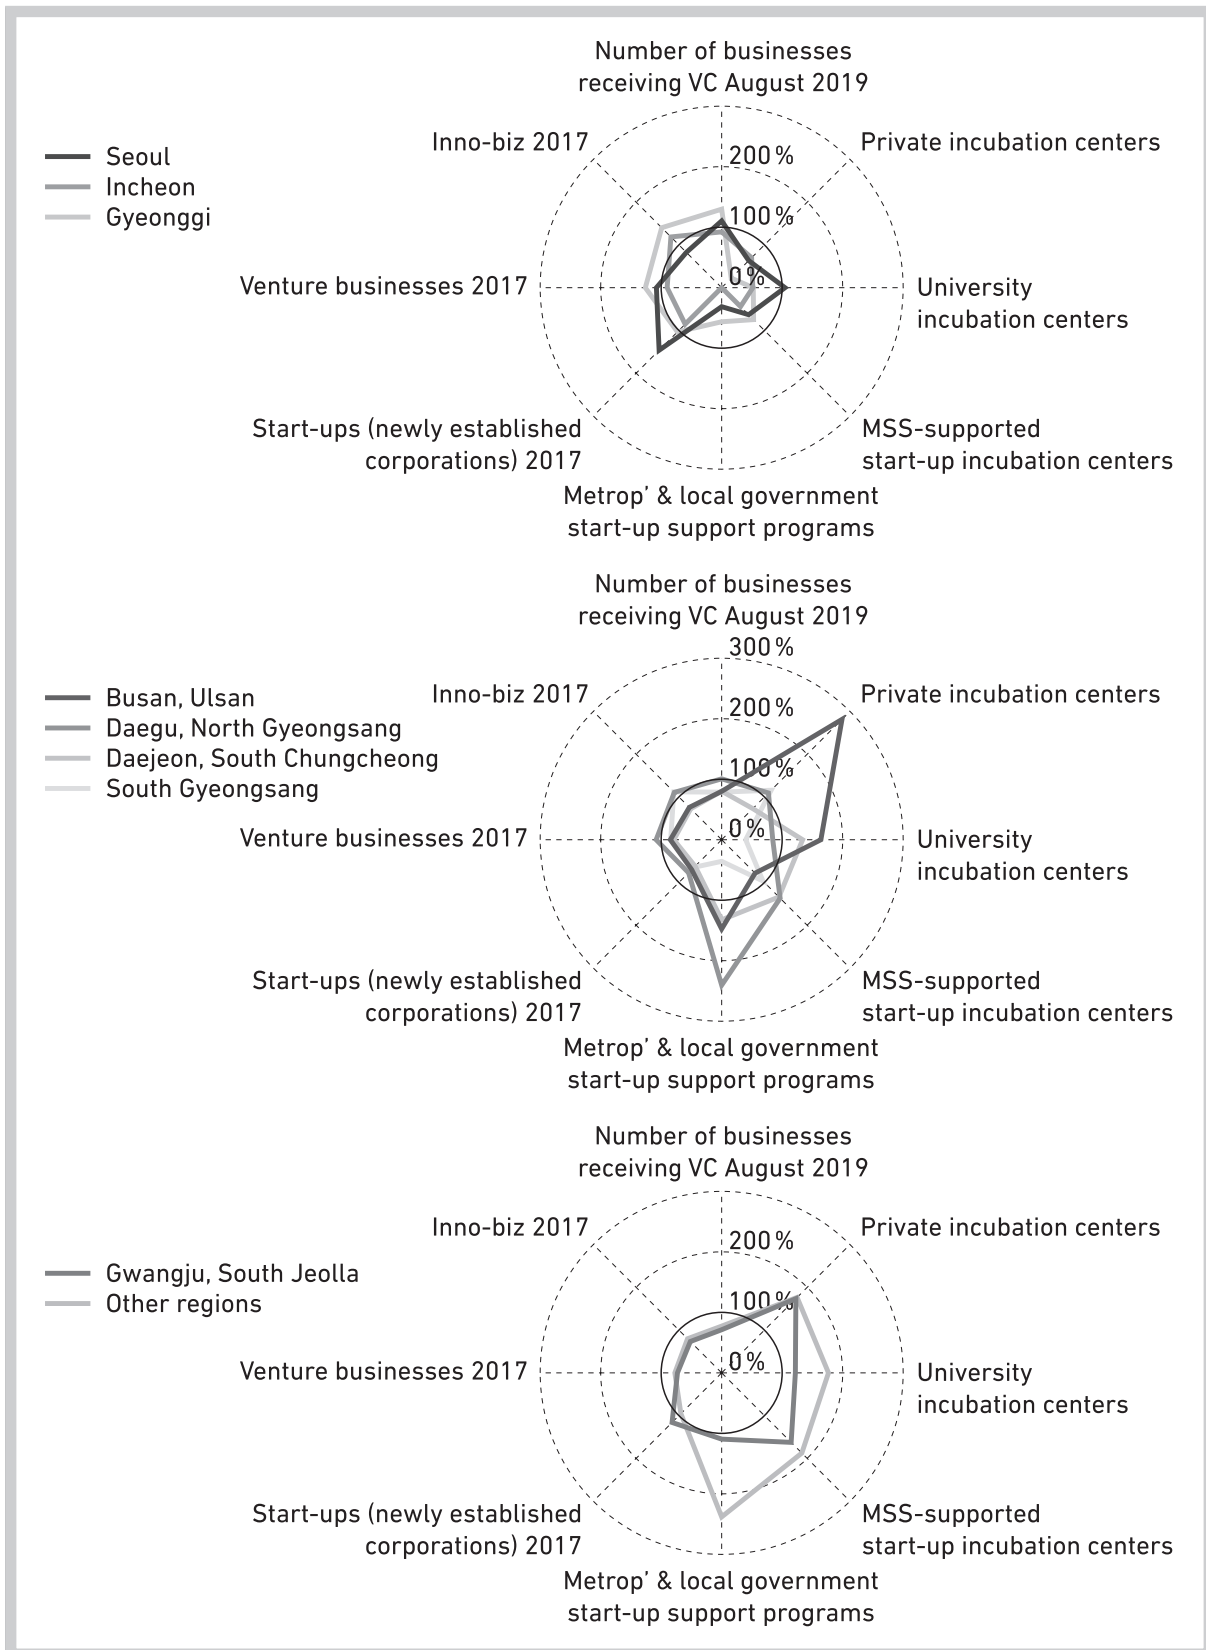 Number of businesses
receiving VC August 2019
Inno-biz 2017
Private incubation centers
Seoul
Incheon
Gyeonggi
200 %
100 %
0 %
Venture businesses 2017
University
incubation centers
Start-ups (newly established
corporations) 2017
MSS-supported
start-up incubation centers
Metrop’ & local government
start-up support programs
Number of businesses
receiving VC August 2019
300 %
Inno-biz 2017
Private incubation centers
Busan, Ulsan
Daegu, North Gyeongsang
Daejeon, South Chungcheong
South Gyeongsang
200 %
100 %
0 %
Venture businesses 2017
University
incubation centers
Start-ups (newly established
corporations) 2017
MSS-supported
start-up incubation centers
Metrop’ & local government
start-up support programs
Number of businesses
receiving VC August 2019
Inno-biz 2017
Private incubation centers
Gwangju, South Jeolla
Other regions
200 %
100 %
0 %
Venture businesses 2017
University
incubation centers
Start-ups (newly established
corporations) 2017
MSS-supported
start-up incubation centers
Metrop’ & local government
start-up support programs